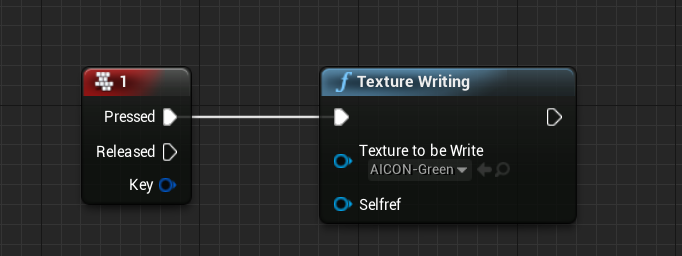 1
Pressed
Released
Key
f Texture Writing
Texture to be Write
AICON-Green
Selfref